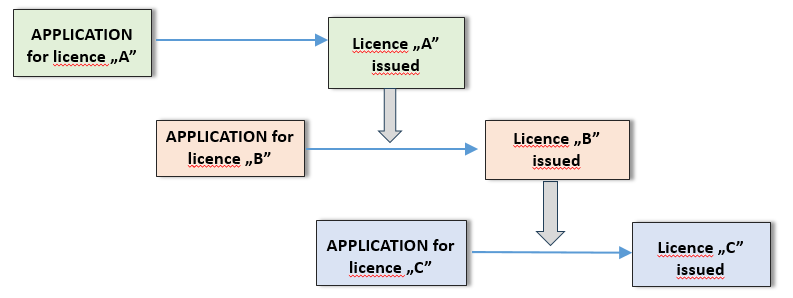 APPLICATION
for licence „A”
Licence „A”
issued
APPLICATION for
licence „B”
Licence „B”
issued
APPLICATION for
licence „C”
Licence „C”
issued